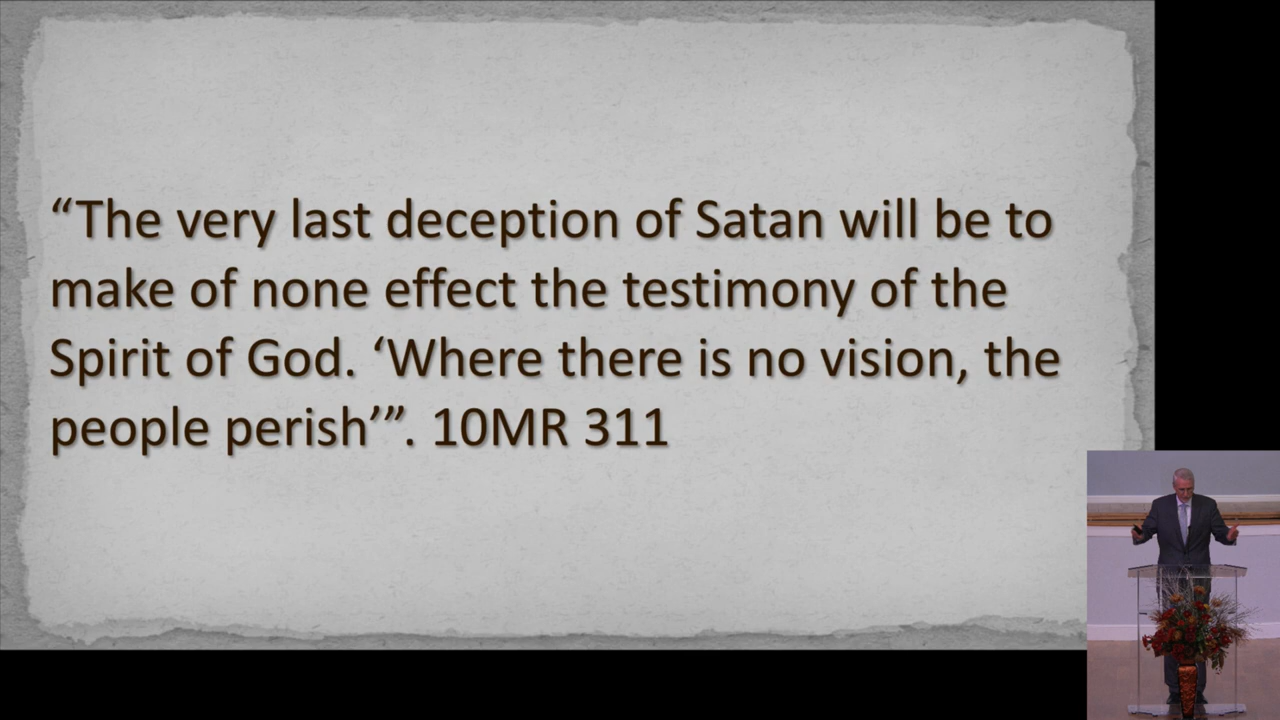 “The very last deception of Satan will be to
make of none effect the testimony of the
Spirit of God. ‘Where there is no vision, the
people perish’”. 10MR 311